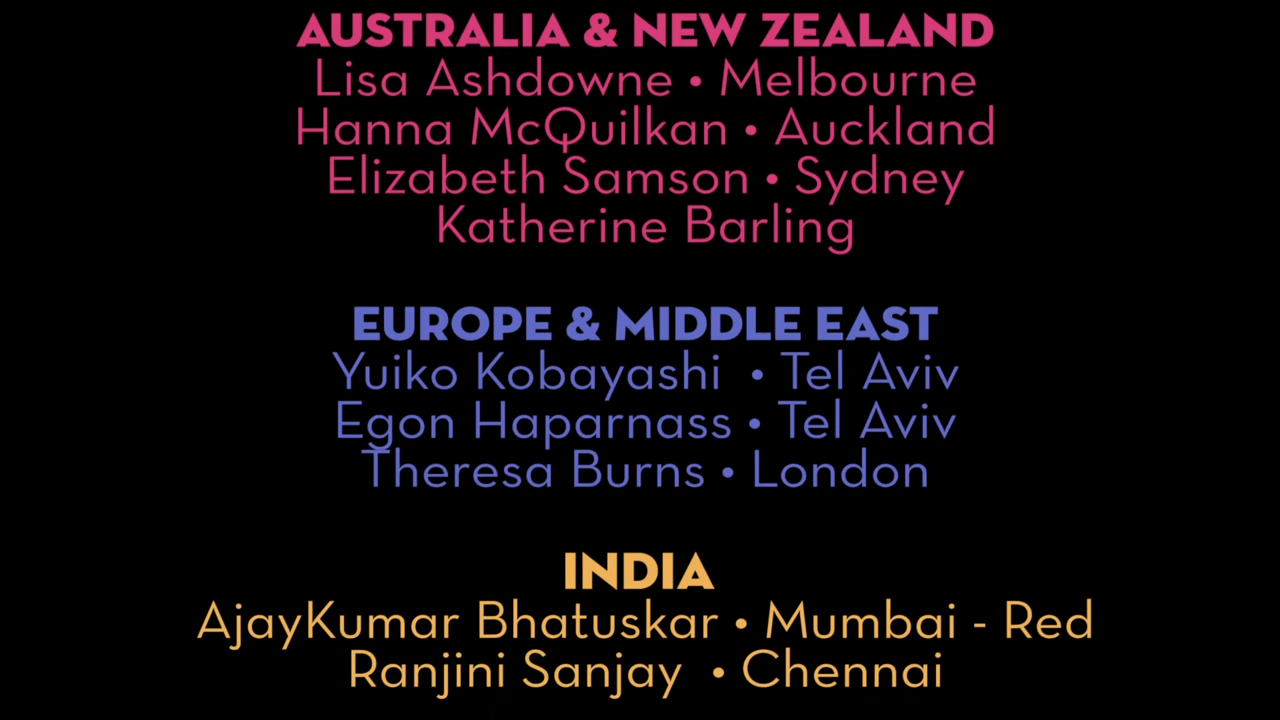 AUSTRALIA & NEW ZEALAND
Lisa Ashdowne • Melbourne
Hanna McQuilkan • Auckland
Elizabeth Samson • Sydney
Katherine Barling
EUROPE & MIDDLE EAST
Yuiko Kobayashi • Tel Aviv
Egon Haparnass • Tel Aviv
Theresa Burns • London
INDIA
AjayKumar Bhatuskar • Mumbai - Red
Ranjini Sanjay • Chennai